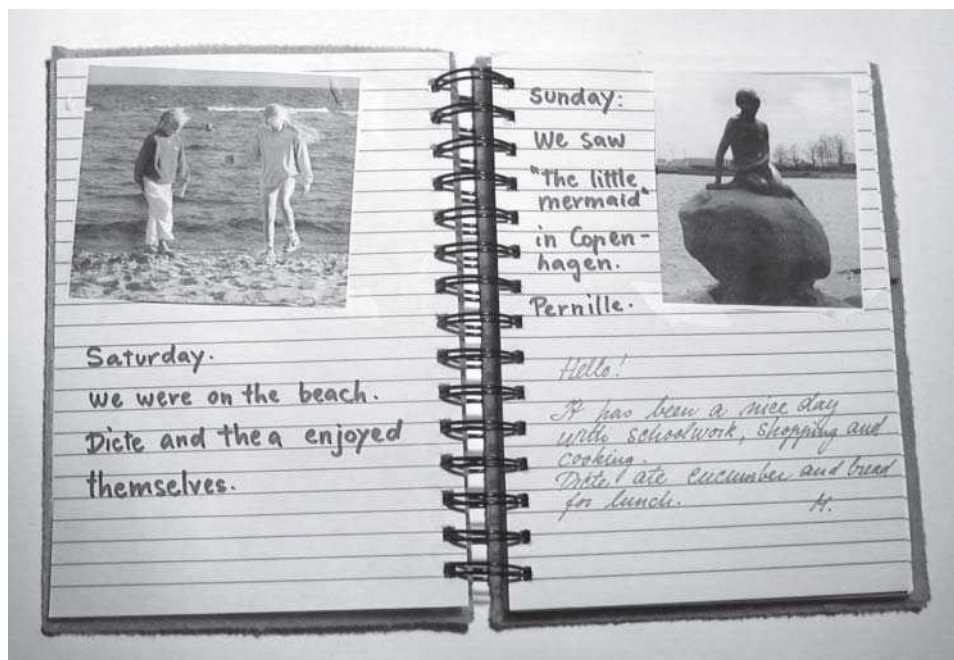 Saturday.
We were on the beach.
Dicte and thea enjoyed
themselves.
Sunday:
We saw
"the little
mermaid"
in Copen-
hagen.
Pernille.
Hello!
It has been a nice day
with schoolwork, shopping and
cooking.
Dicte ate cucumber and bread
for lunch. M.